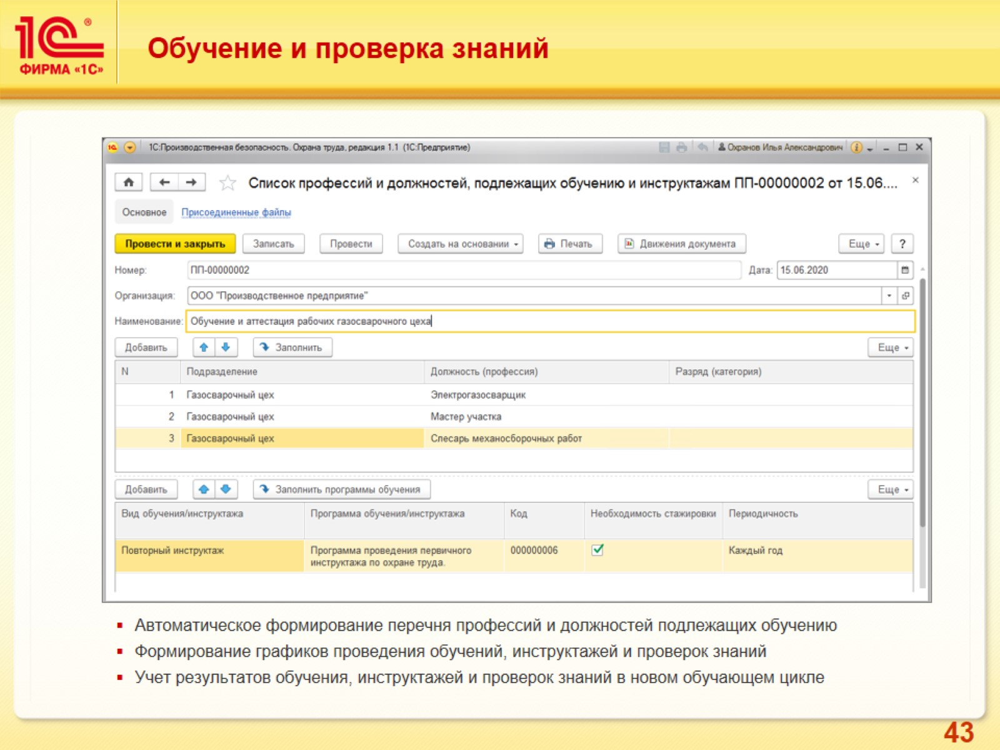 1С®
ФИРМА «1С»
Обучение и проверка знаний
1С:Производственная безопасность. Охрана труда, редакция 1.1 (1С:Предприятие)
Охранов Илья Александрович
Список профессий и должностей, подлежащих обучению и инструктажам ПП-00000002 от 15.06....
Основное Присоединенные файлы
Провести и закрыть Записать Провести Создать на основании Печать Движения документа Еще ?
Номер: ПП-00000002 Дата: 15.06.2020
Организация: ООО "Производственное предприятие"
Наименование: Обучение и аттестация рабочих газосварочного цеха
Добавить Заполнить Еще
N Подразделение Должность (профессия) Разряд (категория)
1 Газосварочный цех Электрогазосварщик
2 Газосварочный цех Мастер участка
3 Газосварочный цех Слесарь механосборочных работ
Добавить Заполнить программы обучения Еще
Вид обучения/инструктажа Программа обучения/инструктажа Код Необходимость стажировки Периодичность
Повторный инструктаж Программа проведения первичного 000000006 Каждый год
инструктажа по охране труда.
▪ Автоматическое формирование перечня профессий и должностей подлежащих обучению
▪ Формирование графиков проведения обучений, инструктажей и проверок знаний
▪ Учет результатов обучения, инструктажей и проверок знаний в новом обучающем цикле
43